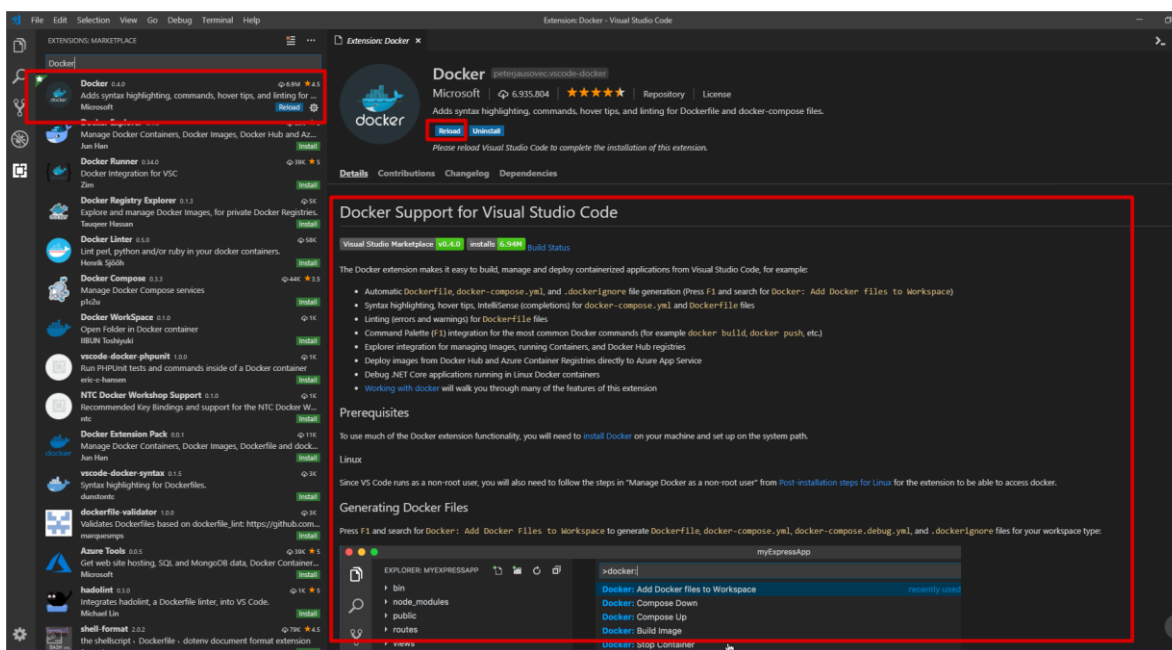 File Edit Selection View Go Debug Terminal Help
Extension: Docker - Visual Studio Code
EXTENSIONS: MARKETPLACE
Docker
Docker 0.4.0 6.9M 4.5
Adds syntax highlighting, commands, hover tips, and linting for ...
Microsoft Reload
Manage Docker Containers, Docker Images, Docker Hub and Az...
Jun Han Install
Docker Runner 0.34.0 39K 5
Docker Integration for VSC
Zim Install
Docker Registry Explorer 0.1.3 5K
Explore and manage Docker Images, for private Docker Registries.
Tauqeer Hassan Install
Docker Linter 0.5.0 58K
Lint perl, python and/or ruby in your docker containers.
Henrik Sjööh Install
Docker Compose 0.3.3 44K 3.5
Manage Docker Compose services
p1c2u Install
Docker WorkSpace 0.1.0 1K
Open Folder in Docker container
IIBUN Toshiyuki Install
vscode-docker-phpunit 1.0.0 1K
Run PHPUnit tests and commands inside of a Docker container
eric-c-hansen Install
NTC Docker Workshop Support 0.1.0 1K
Recommended Key Bindings and support for the NTC Docker W...
ntc Install
Docker Extension Pack 0.0.1 11K
Manage Docker Containers, Docker Images, Dockerfile and dock...
Jun Han Install
vscode-docker-syntax 0.1.5 3K
Syntax highlighting for Dockerfiles.
dunstontc Install
dockerfile-validator 1.0.0 3K
Validates Dockerfiles based on dockerfile_lint: https://github.com...
marquesmps Install
Azure Tools 0.0.5 39K 5
Get web site hosting, SQL and MongoDB data, Docker Container...
Microsoft Install
hadolint 0.3.0 1K 5
Integrates hadolint, a Dockerfile linter, into VS Code.
Michael Lin Install
shell-format 2.0.2 79K 4.5
the shellscript、Dockerfile、dotenv document format extension
Extension: Docker ×
docker
Docker peterjausovec.vscode-docker
Microsoft | 6.935.804 | ★★★★★ | Repository | License
Adds syntax highlighting, commands, hover tips, and linting for Dockerfile and docker-compose files.
Reload Uninstall
Please reload Visual Studio Code to complete the installation of this extension.
Details Contributions Changelog Dependencies
Docker Support for Visual Studio Code
Visual Studio Marketplace v0.4.0 installs 6.94M Build Status
The Docker extension makes it easy to build, manage and deploy containerized applications from Visual Studio Code, for example:
• Automatic Dockerfile, docker-compose.yml, and .dockerignore file generation (Press F1 and search for Docker: Add Docker files to Workspace)
• Syntax highlighting, hover tips, IntelliSense (completions) for docker-compose.yml and Dockerfile files
• Linting (errors and warnings) for Dockerfile files
• Command Palette (F1) integration for the most common Docker commands (for example docker build, docker push, etc.)
• Explorer integration for managing Images, running Containers, and Docker Hub registries
• Deploy images from Docker Hub and Azure Container Registries directly to Azure App Service
• Debug .NET Core applications running in Linux Docker containers
• Working with docker will walk you through many of the features of this extension
Prerequisites
To use much of the Docker extension functionality, you will need to install Docker on your machine and set up on the system path.
Linux
Since VS Code runs as a non-root user, you will also need to follow the steps in "Manage Docker as a non-root user" from Post-installation steps for Linux for the extension to be able to access docker.
Generating Docker Files
Press F1 and search for Docker: Add Docker Files to Workspace to generate Dockerfile, docker-compose.yml, docker-compose.debug.yml, and .dockerignore files for your workspace type:
myExpressApp
EXPLORER: MYEXPRESSAPP
bin
node_modules
public
routes
views
>docker:
Docker: Add Docker files to Workspace recently used
Docker: Compose Down
Docker: Compose Up
Docker: Build Image
Docker: Stop Container